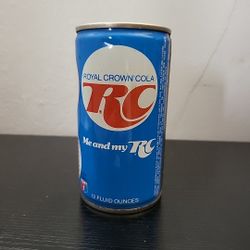 ROYAL CROWN COLA
RC
Me and my RC
12 FLUID OUNCES